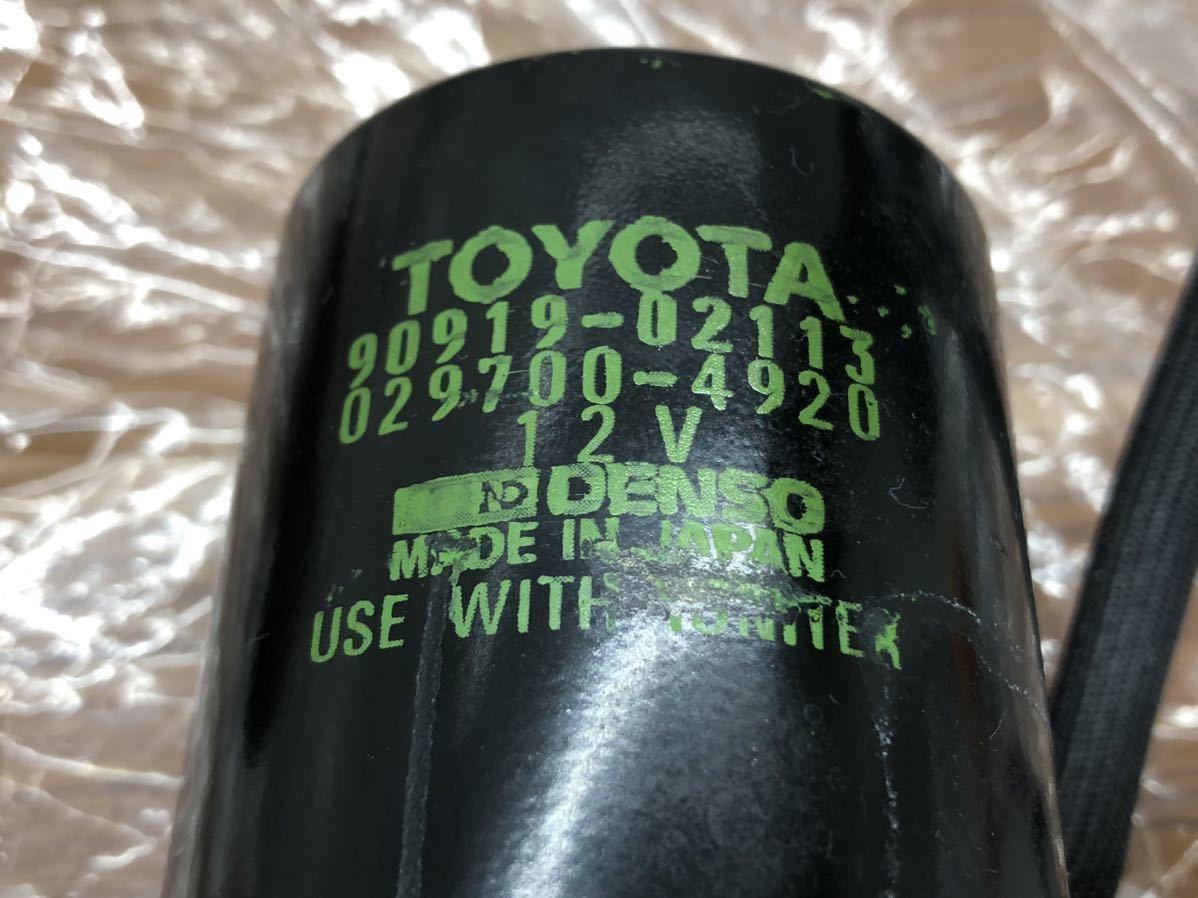 TOYOTA
90919-02113
029700-4920
12V
ND DENSO
MADE IN JAPAN
USE WITH